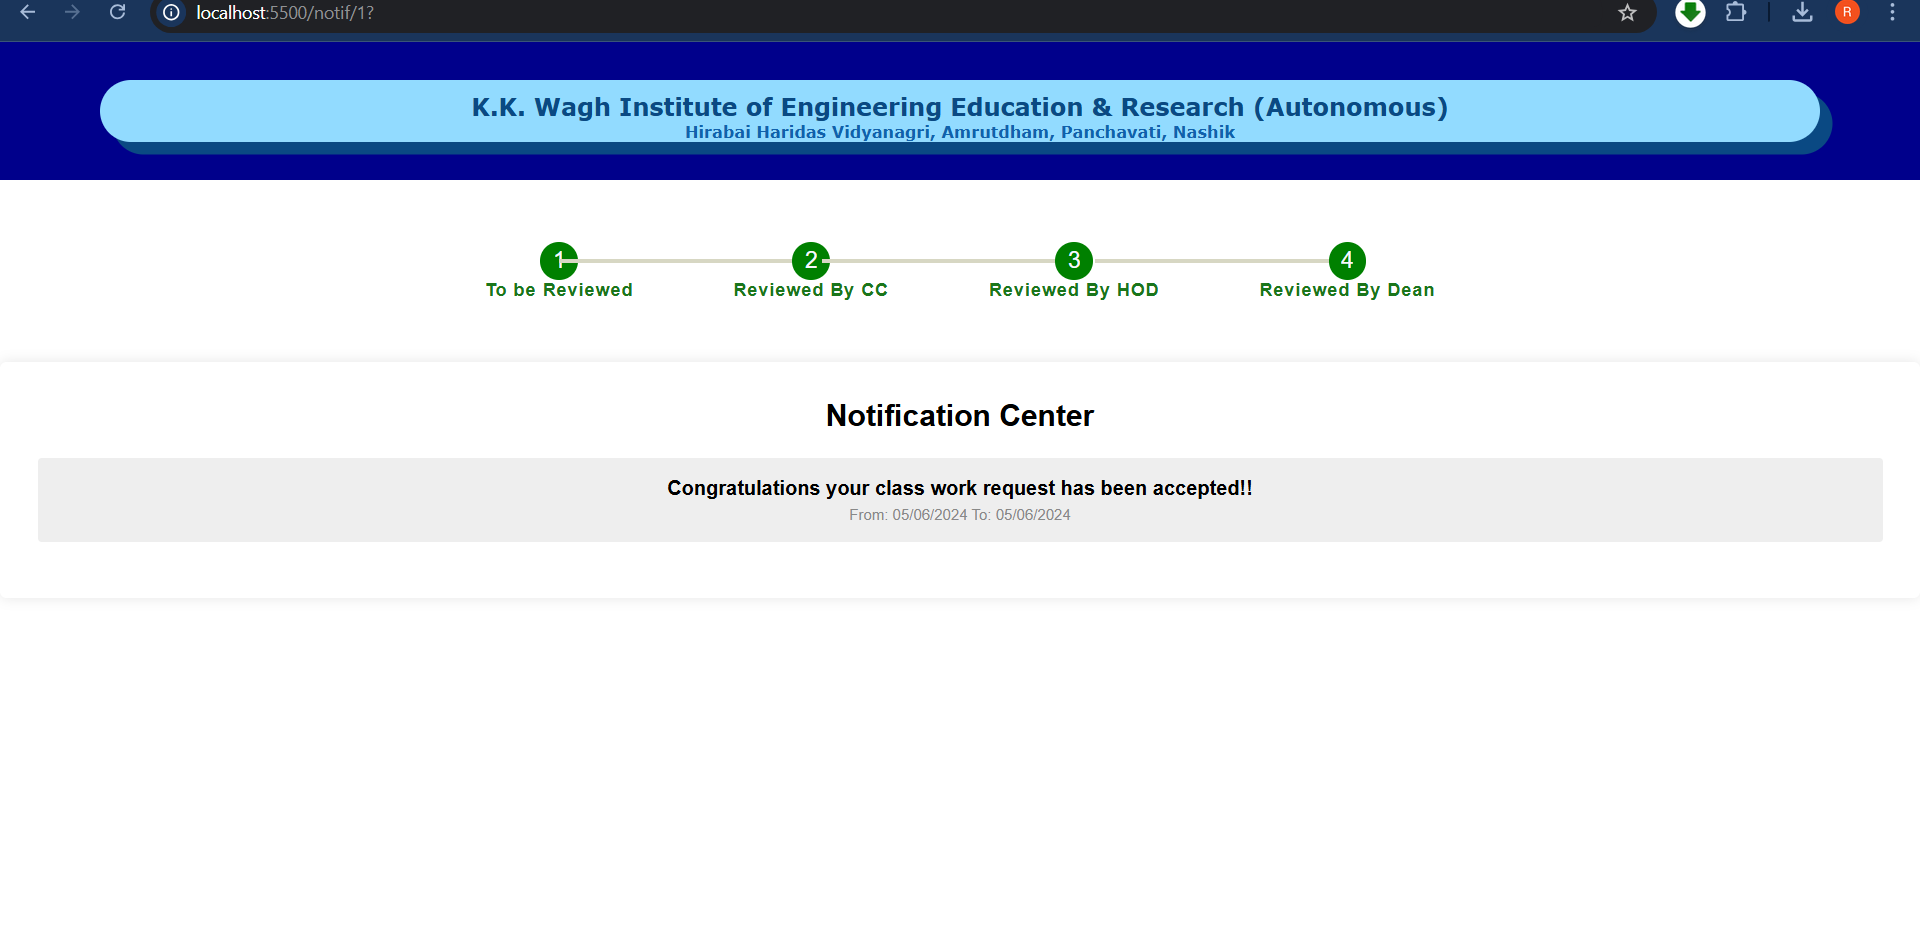 localhost:5500/notif/1?
R
K.K. Wagh Institute of Engineering Education & Research (Autonomous)
Hirabai Haridas Vidyanagri, Amrutdham, Panchavati, Nashik
1 2 3 4
To be Reviewed Reviewed By CC Reviewed By HOD Reviewed By Dean
Notification Center
Congratulations your class work request has been accepted!!
From: 05/06/2024 To: 05/06/2024